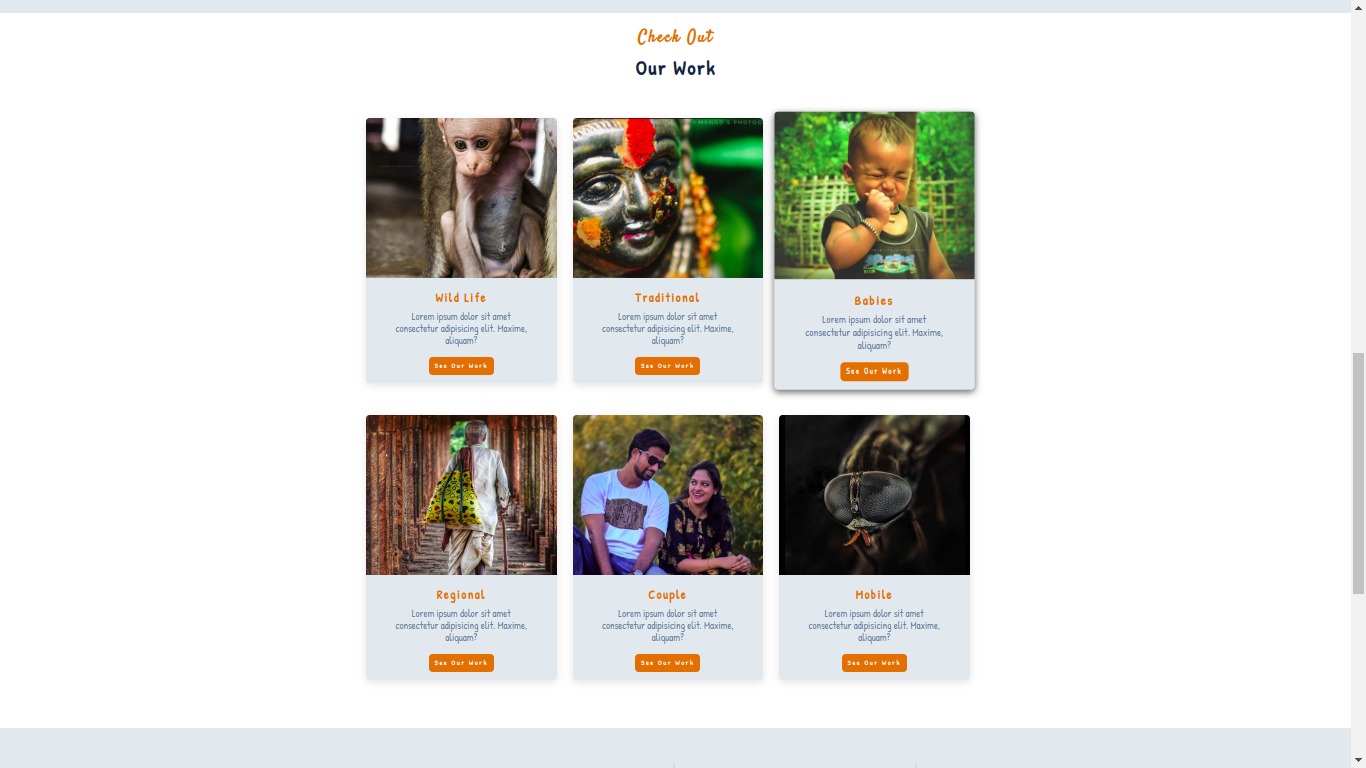 Check Out
Our Work
MANGO'S PHOTOS
Wild Life
Lorem ipsum dolor sit amet
consectetur adipisicing elit. Maxime,
aliquam?
See Our Work
Traditional
Lorem ipsum dolor sit amet
consectetur adipisicing elit. Maxime,
aliquam?
See Our Work
Babies
Lorem ipsum dolor sit amet
consectetur adipisicing elit. Maxime,
aliquam?
See Our Work
Regional
Lorem ipsum dolor sit amet
consectetur adipisicing elit. Maxime,
aliquam?
See Our Work
Couple
Lorem ipsum dolor sit amet
consectetur adipisicing elit. Maxime,
aliquam?
See Our Work
Mobile
Lorem ipsum dolor sit amet
consectetur adipisicing elit. Maxime,
aliquam?
See Our Work